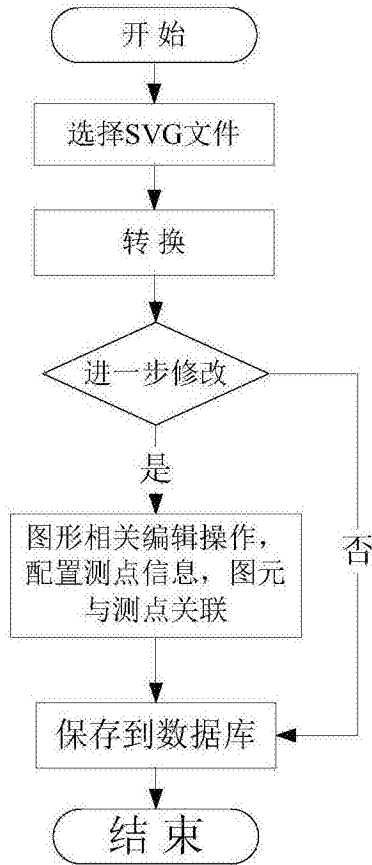 开 始
选择SVG文件
转 换
进一步修改
是
否
图形相关编辑操作，
配置测点信息，图元
与测点关联
保存到数据库
结 束